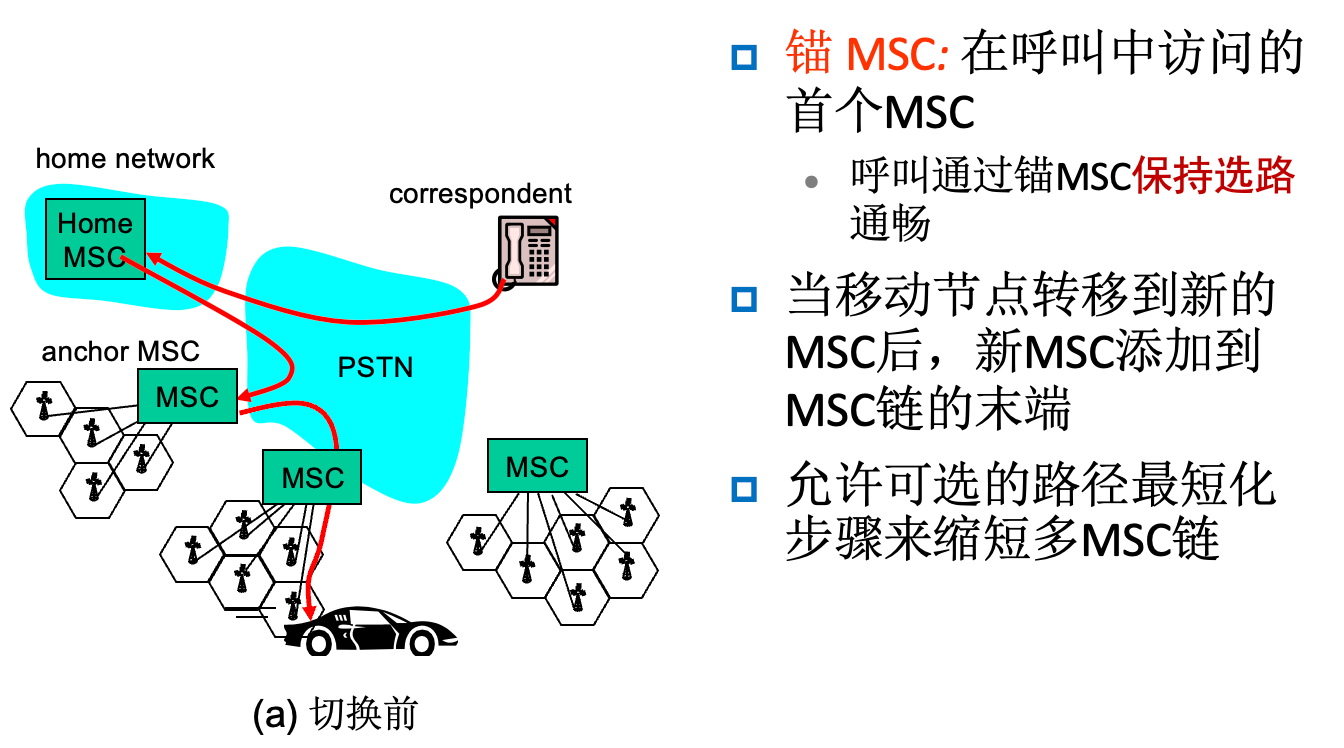 home network
Home
MSC
correspondent
PSTN
anchor MSC
MSC
MSC
MSC
(a) 切换前
锚 MSC: 在呼叫中访问的
首个MSC
呼叫通过锚MSC保持选路
通畅
当移动节点转移到新的
MSC后，新MSC添加到
MSC链的末端
允许可选的路径最短化
步骤来缩短多MSC链